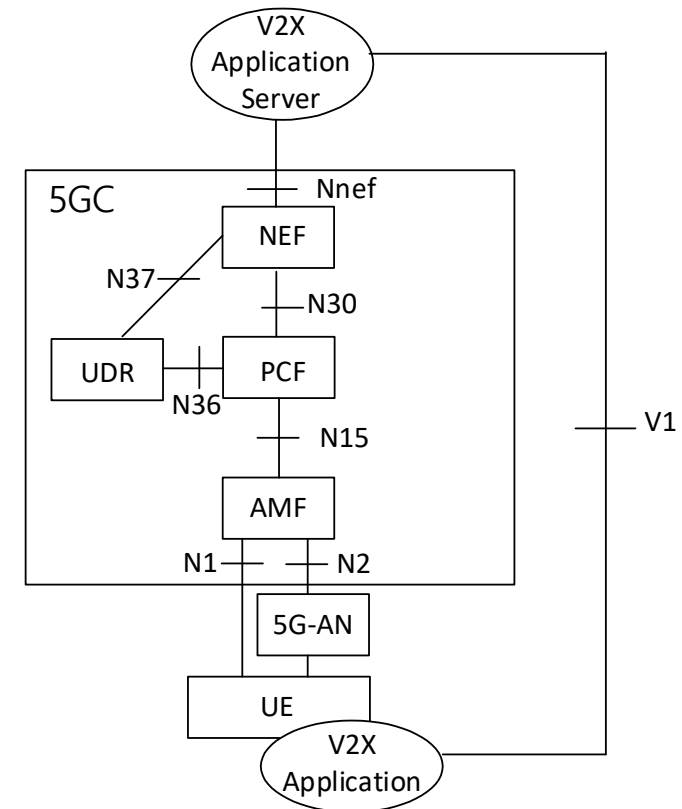 V2X
Application
Server
5GC
Nnef
NEF
N37
N30
UDR
PCF
N36
N15
V1
AMF
N1
N2
5G-AN
UE
V2X
Application